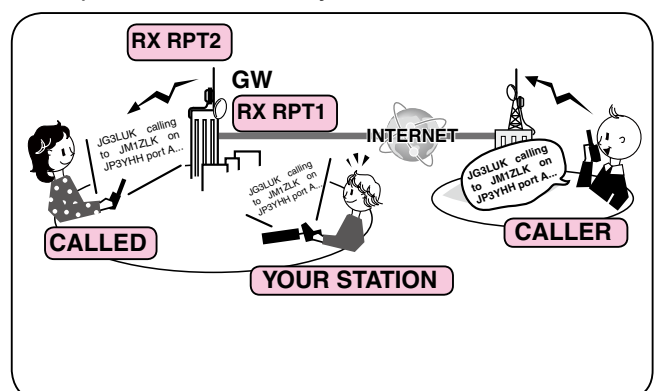 RX RPT2
GW
RX RPT1
INTERNET
JG3LUK calling
to JM1ZLK on
JP3YHH port A...
JG3LUK calling
to JM1ZLK on
JP3YHH port A...
JG3LUK calling
to JM1ZLK on
JP3YHH port A...
CALLED
CALLER
YOUR STATION